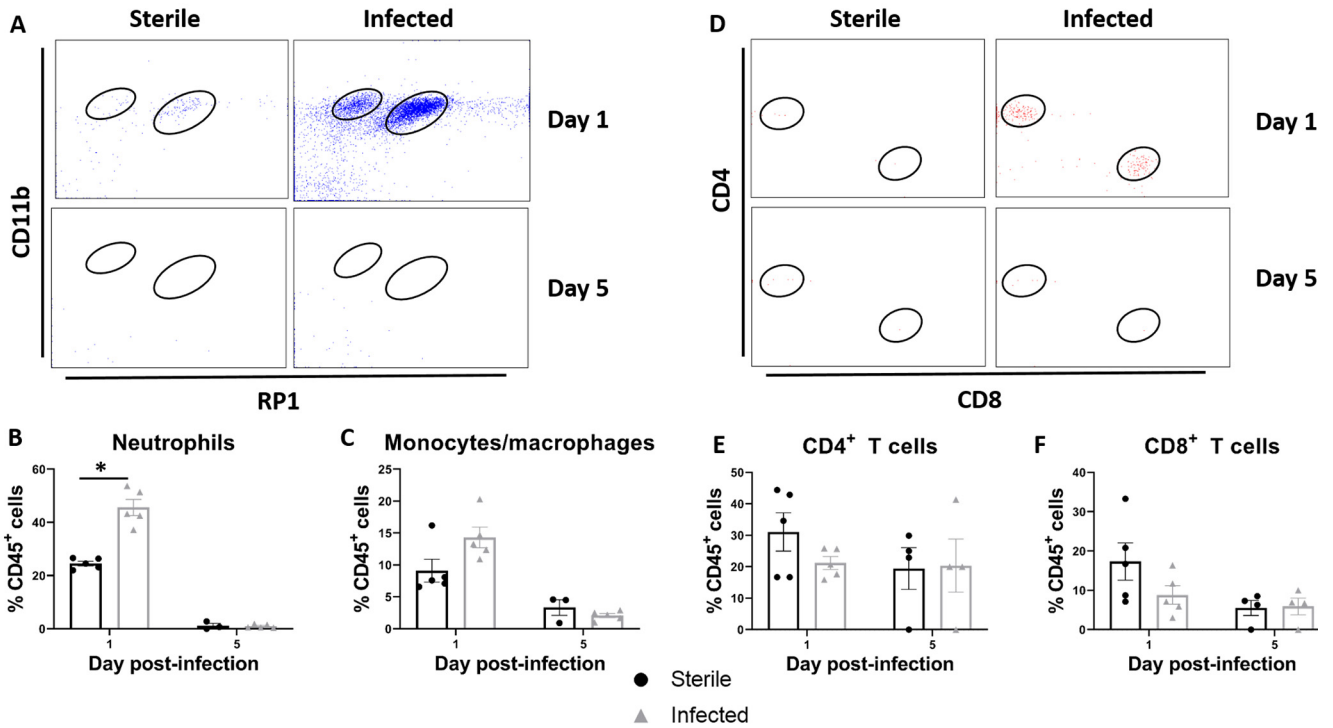 A
Sterile
Infected
CD11b
Day 1
Day 5
RP1
D
Sterile
Infected
CD4
Day 1
Day 5
CD8
B
Neutrophils
% CD45⁺ cells
60
40
20
0
*
1
5
Day post-infection
C
Monocytes/macrophages
% CD45⁺ cells
25
20
15
10
5
0
1
5
Day post-infection
E
CD4⁺ T cells
% CD45⁺ cells
50
40
30
20
10
0
1
5
Day post-infection
F
CD8⁺ T cells
% CD45⁺ cells
40
30
20
10
0
1
5
Day post-infection
Sterile
Infected